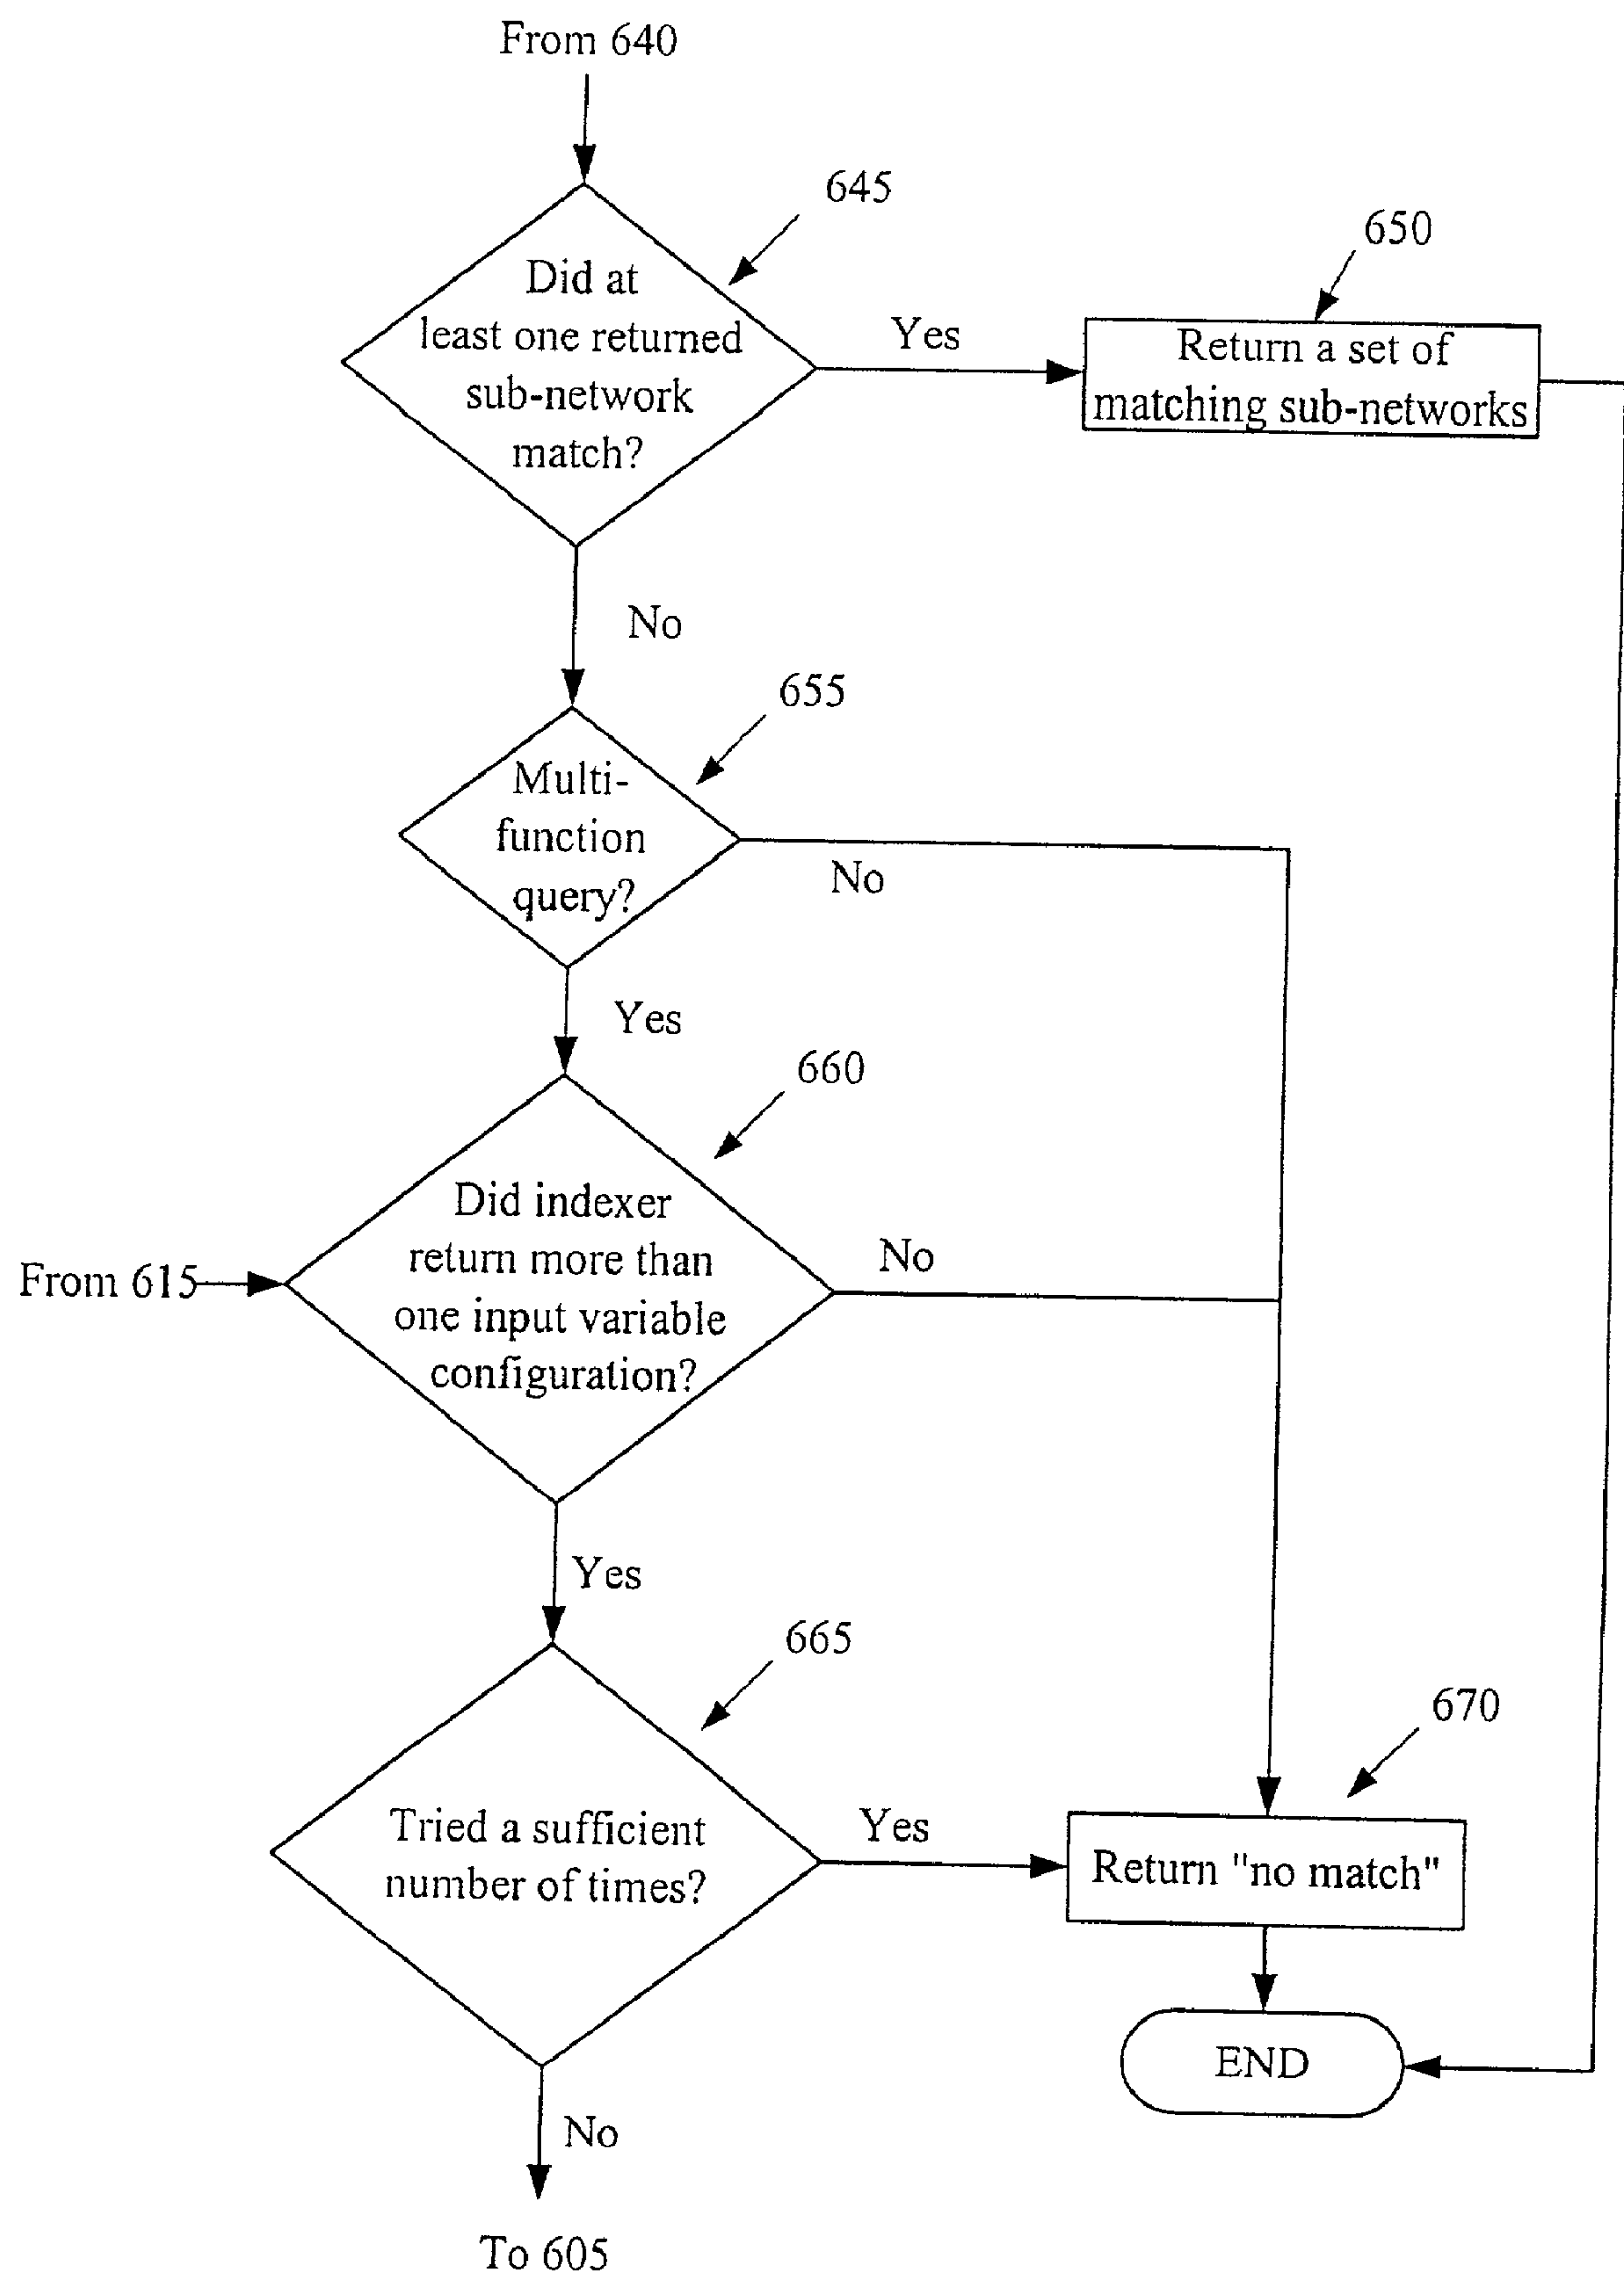 From 640
645
Did at
least one returned
sub-network
match?
Yes
650
Return a set of
matching sub-networks
No
655
Multi-
function
query?
No
Yes
660
Did indexer
return more than
one input variable
configuration?
From 615
No
Yes
665
Tried a sufficient
number of times?
Yes
670
Return "no match"
END
No
To 605